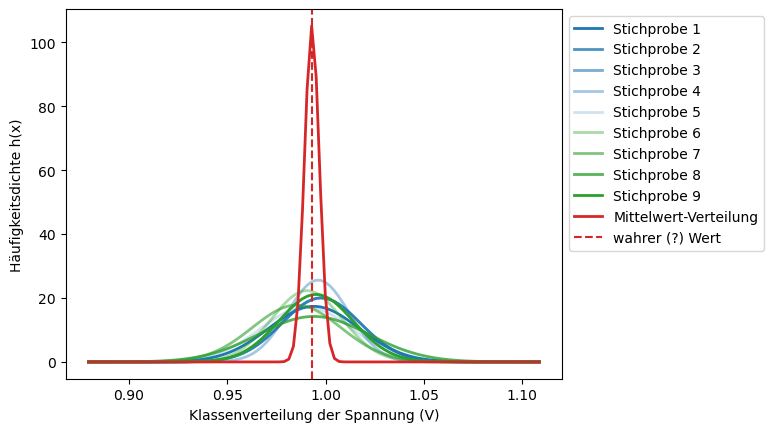 Häufigkeitsdichte h(x)
100
80
60
40
20
0
0.90
0.95
1.00
1.05
1.10
Klassenverteilung der Spannung (V)
Stichprobe 1
Stichprobe 2
Stichprobe 3
Stichprobe 4
Stichprobe 5
Stichprobe 6
Stichprobe 7
Stichprobe 8
Stichprobe 9
Mittelwert-Verteilung
wahrer (?) Wert